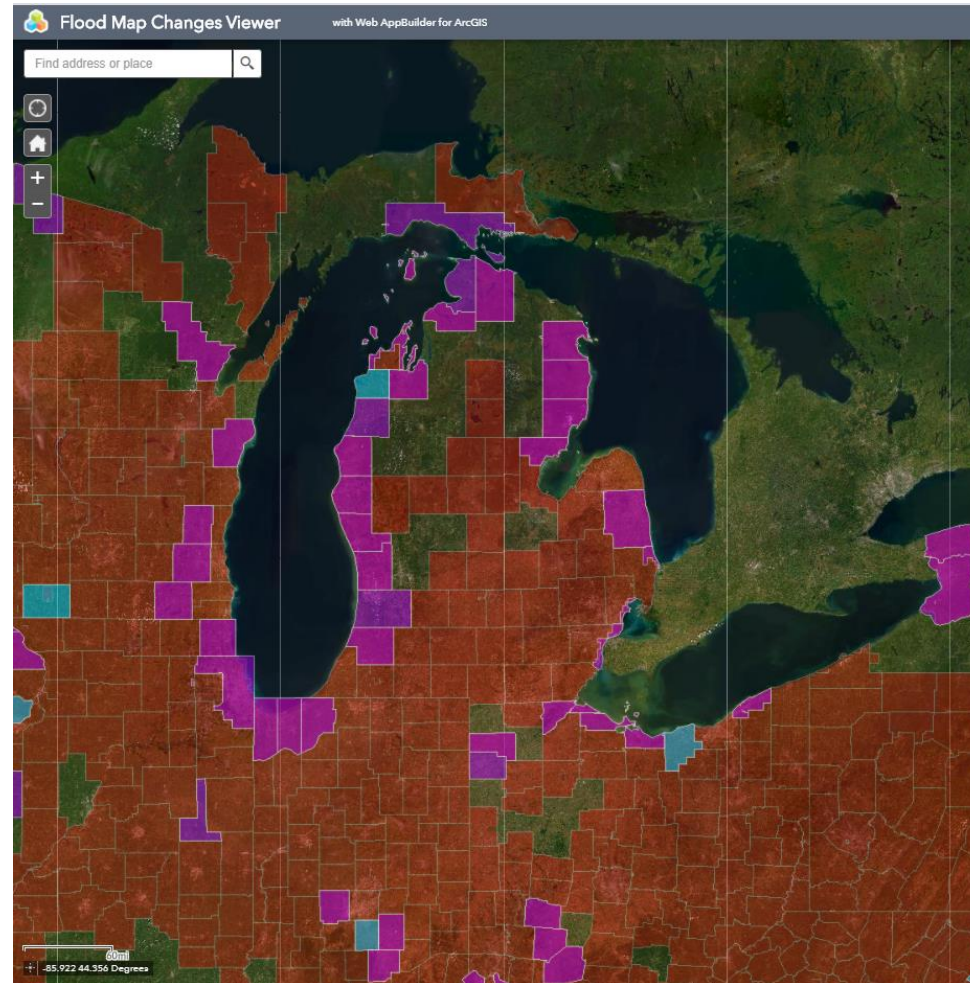 Flood Map Changes Viewer with Web AppBuilder for ArcGIS
Find address or place
+
−
60mi
-85.922 44.356 Degrees